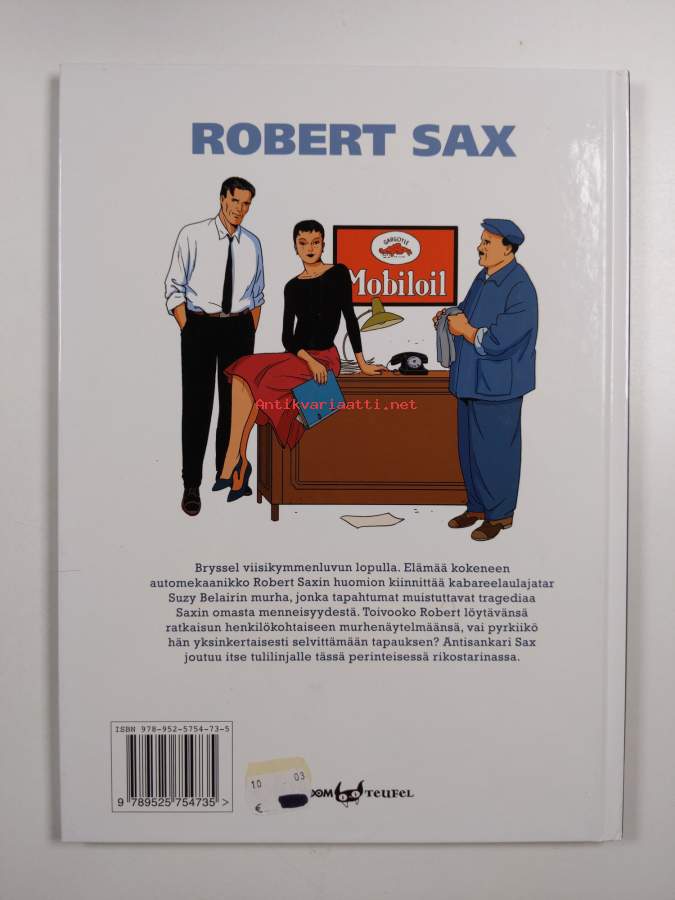 ROBERT SAX
GARGOYLE
Mobiloil
Antikvariaatti.net
Bryssel viisikymmenluvun lopulla. Elämää kokeneen
automekaanikko Robert Saxin huomion kiinnittää kabareelaulajatar
Suzy Belairin murha, jonka tapahtumat muistuttavat tragediaa
Saxin omasta menneisyydestä. Toivooko Robert löytävänsä
ratkaisun henkilökohtaiseen murhenäytelmäänsä, vai pyrkiikö
hän yksinkertaisesti selvittämään tapauksen? Antisankari Sax
joutuu itse tulilinjalle tässä perinteisessä rikostarinassa.
ISBN 978-952-5754-73-5
9 789525 754735 >
10 03
€
TEUFEL